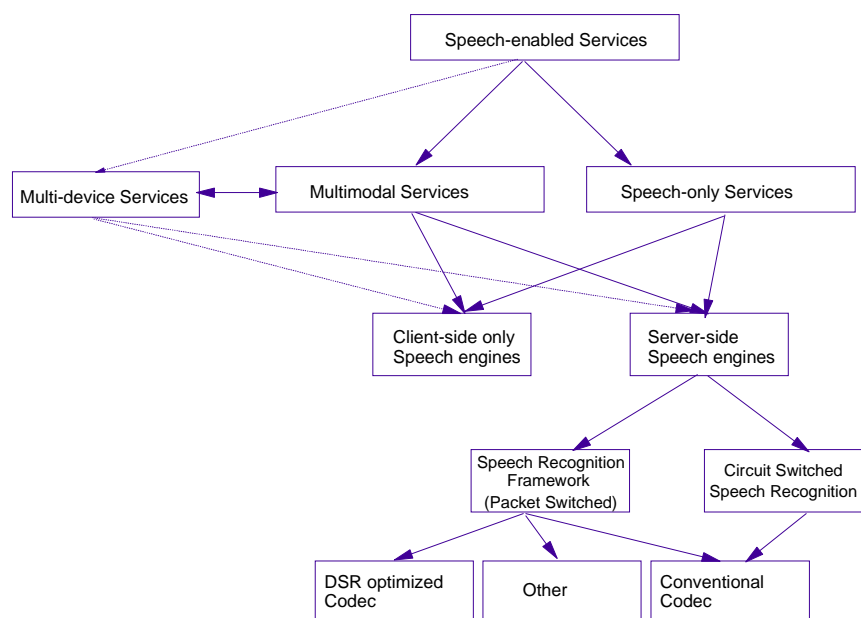 Speech-enabled Services
Multi-device Services
Multimodal Services
Speech-only Services
Client-side only
Speech engines
Server-side
Speech engines
Speech Recognition
Framework
(Packet Switched)
Circuit Switched
Speech Recognition
DSR optimized
Codec
Other
Conventional
Codec